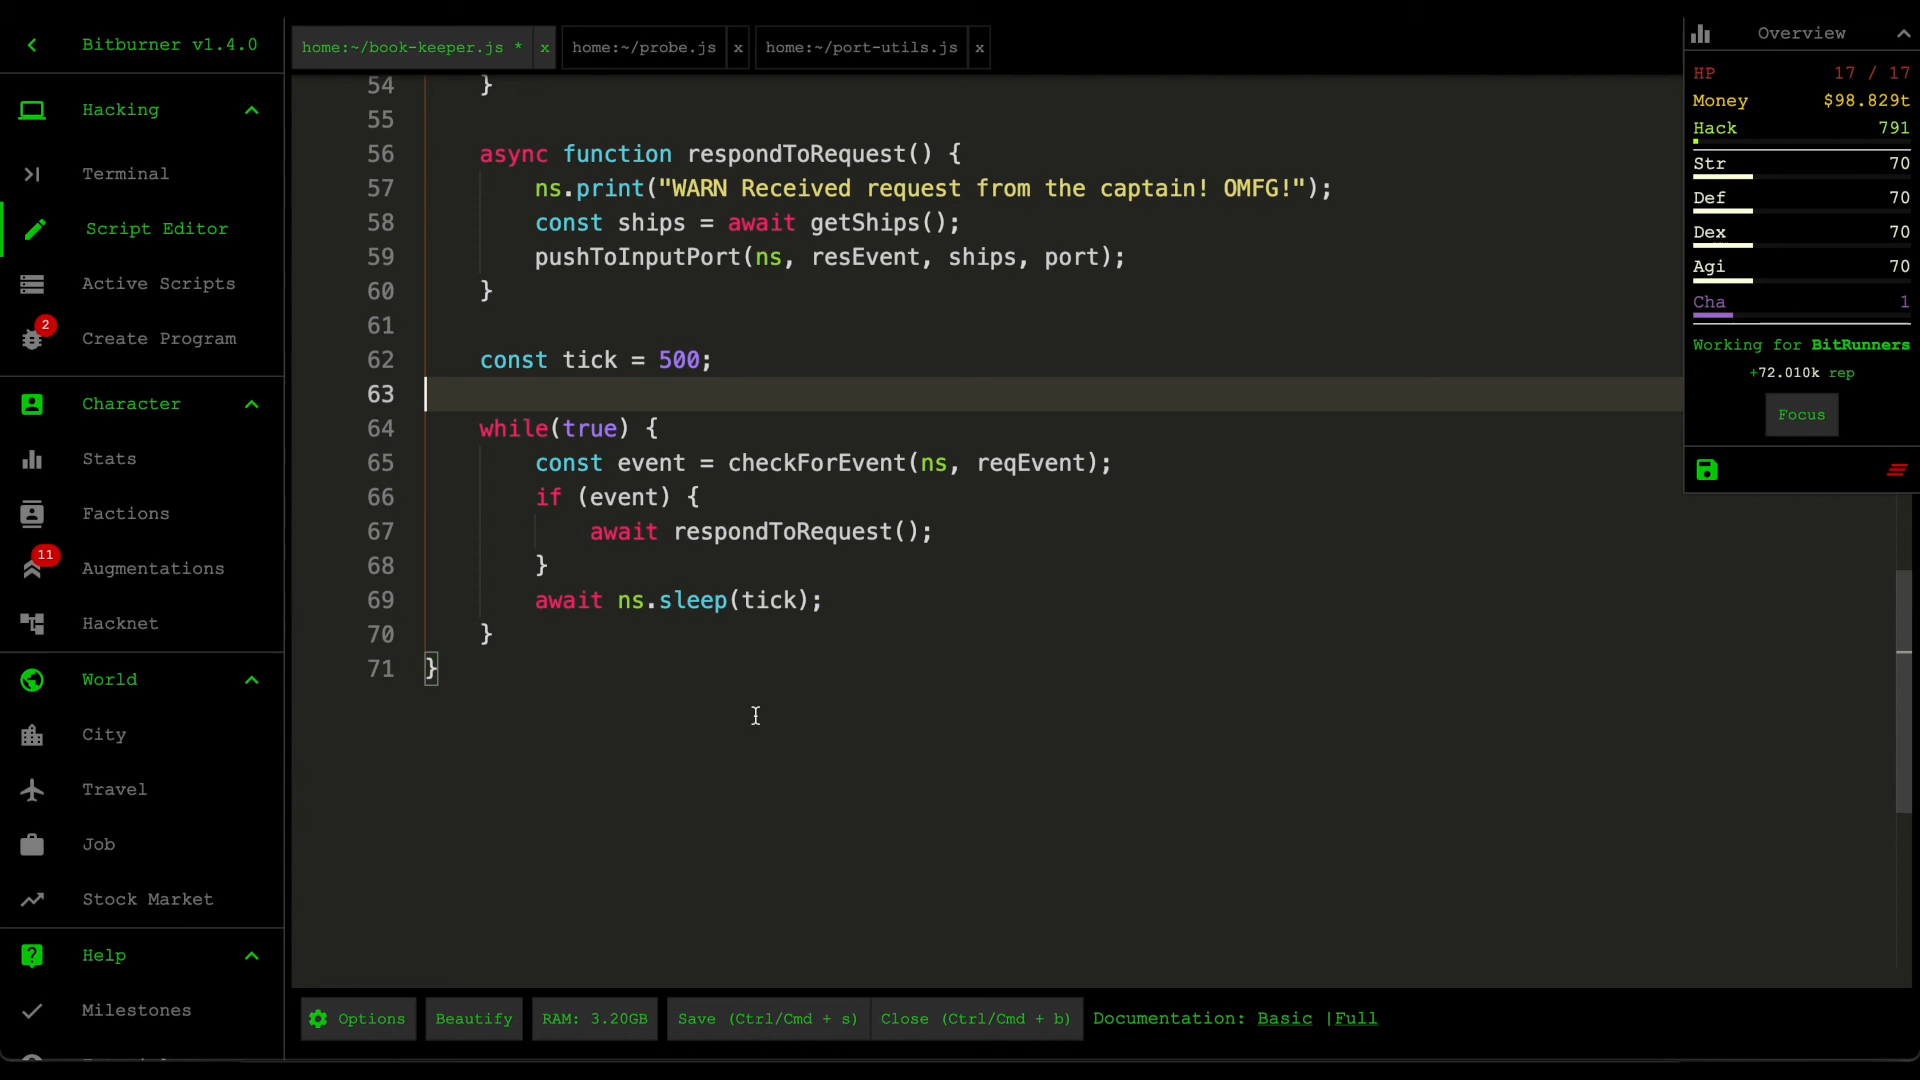 Bitburner v1.4.0
Hacking
Terminal
Script Editor
Active Scripts
2
Create Program
Character
Stats
Factions
11
Augmentations
Hacknet
World
City
Travel
Job
Stock Market
Help
Milestones
home:~/book-keeper.js * x
home:~/probe.js x
home:~/port-utils.js x
54 }
55
56 async function respondToRequest() {
57 ns.print("WARN Received request from the captain! OMFG!");
58 const ships = await getShips();
59 pushToInputPort(ns, resEvent, ships, port);
60 }
61
62 const tick = 500;
63
64 while(true) {
65 const event = checkForEvent(ns, reqEvent);
66 if (event) {
67 await respondToRequest();
68 }
69 await ns.sleep(tick);
70 }
71 }
Options
Beautify
RAM: 3.20GB
Save (Ctrl/Cmd + s)
Close (Ctrl/Cmd + b)
Documentation: Basic |Full
Overview
HP 17 / 17
Money $98.829t
Hack 791
Str 70
Def 70
Dex 70
Agi 70
Cha 1
Working for BitRunners
+72.010k rep
Focus